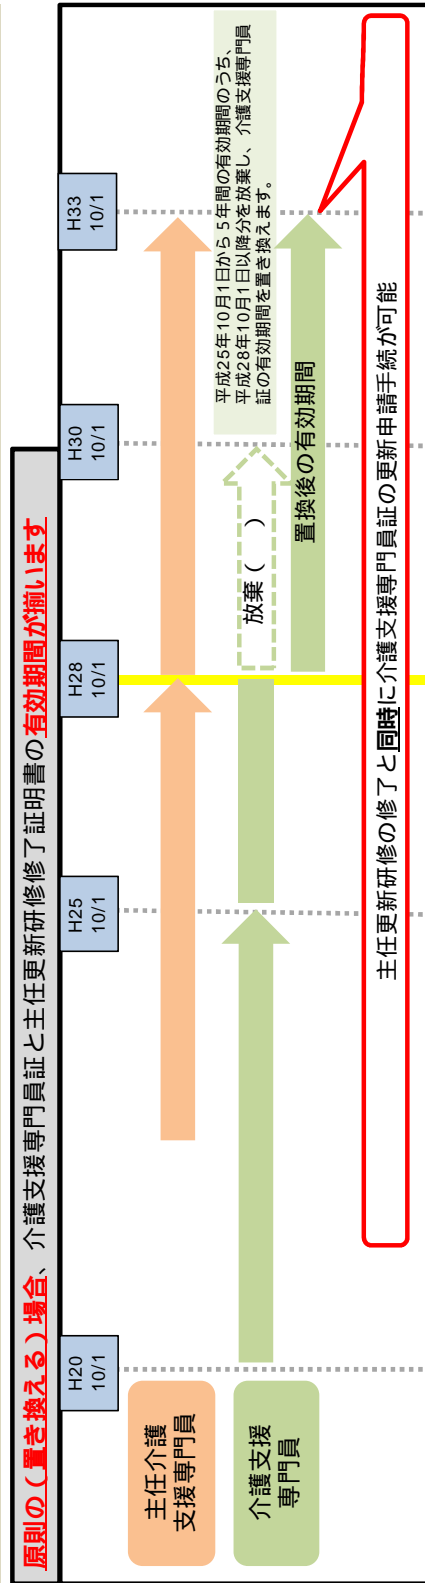 原則の(置き換える)場合、介護支援専門員証と主任更新研修修了証明書の有効期間が揃います
H20
10/1
H25
10/1
H28
10/1
H30
10/1
H33
10/1
主任介護
支援専門員
介護支援
専門員
放棄( )
平成25年10月1日から5年間の有効期間のうち、
平成28年10月1日以降分を放棄し、介護支援専門員
証の有効期間を置き換えます。
置換後の有効期間
主任更新研修の修了と同時に介護支援専門員証の更新申請手続が可能